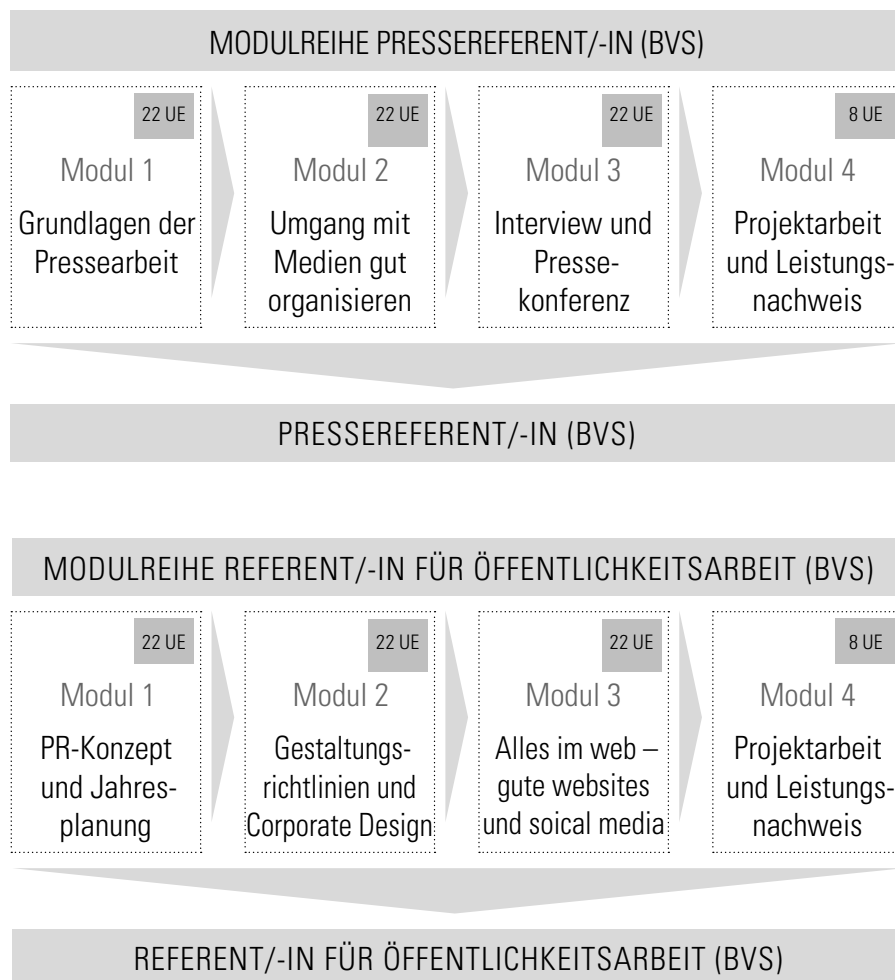 MODULREIHE PRESSEREFERENT/-IN (BVS)
22 UE
Modul 1
Grundlagen der
Pressearbeit
22 UE
Modul 2
Umgang mit
Medien gut
organisieren
22 UE
Modul 3
Interview und
Presse-
konferenz
8 UE
Modul 4
Projektarbeit
und Leistungs-
nachweis
PRESSEREFERENT/-IN (BVS)
MODULREIHE REFERENT/-IN FÜR ÖFFENTLICHKEITSARBEIT (BVS)
22 UE
Modul 1
PR-Konzept
und Jahres-
planung
22 UE
Modul 2
Gestaltungs-
richtlinien und
Corporate Design
22 UE
Modul 3
Alles im web –
gute websites
und soical media
8 UE
Modul 4
Projektarbeit
und Leistungs-
nachweis
REFERENT/-IN FÜR ÖFFENTLICHKEITSARBEIT (BVS)